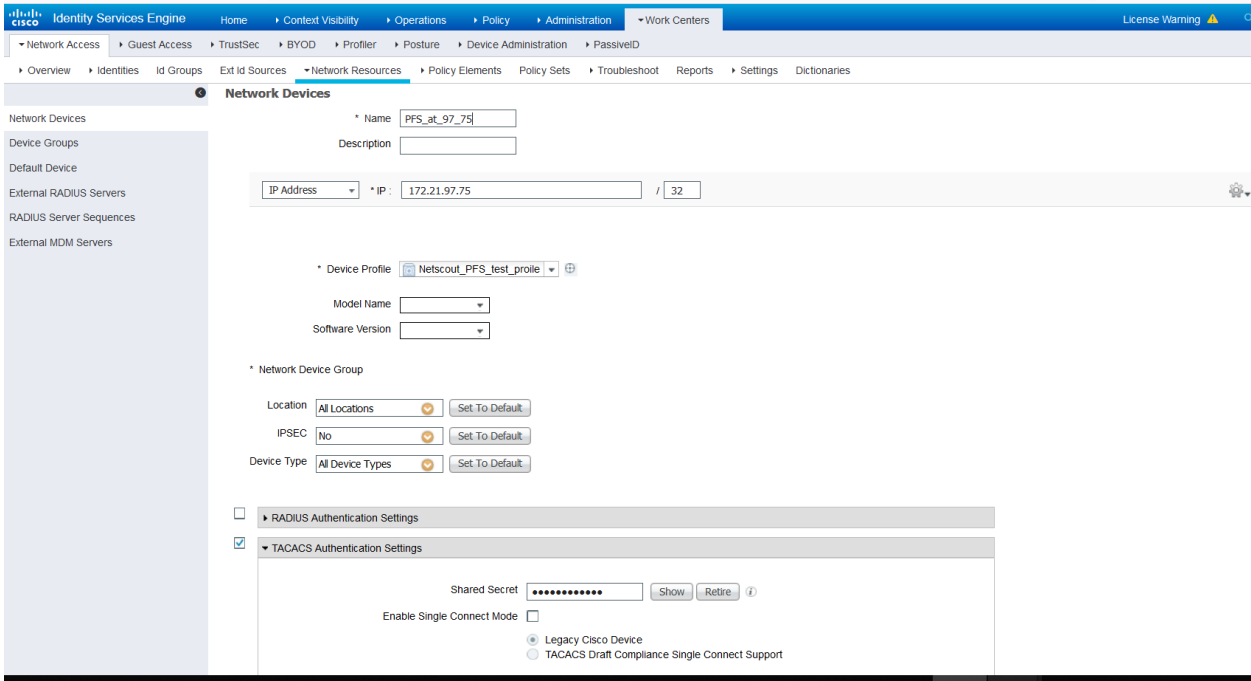 cisco Identity Services Engine Home Context Visibility Operations Policy Administration Work Centers License Warning
Network Access Guest Access TrustSec BYOD Profiler Posture Device Administration PassiveID
Overview Identities Id Groups Ext Id Sources Network Resources Policy Elements Policy Sets Troubleshoot Reports Settings Dictionaries
Network Devices
Device Groups
Default Device
External RADIUS Servers
RADIUS Server Sequences
External MDM Servers
Network Devices
* Name PFS_at_97_75
Description
IP Address * IP : 172.21.97.75 / 32
* Device Profile Netscout_PFS_test_proile
Model Name
Software Version
* Network Device Group
Location All Locations Set To Default
IPSEC No Set To Default
Device Type All Device Types Set To Default
RADIUS Authentication Settings
TACACS Authentication Settings
Shared Secret •••••••••••• Show Retire i
Enable Single Connect Mode
Legacy Cisco Device
TACACS Draft Compliance Single Connect Support